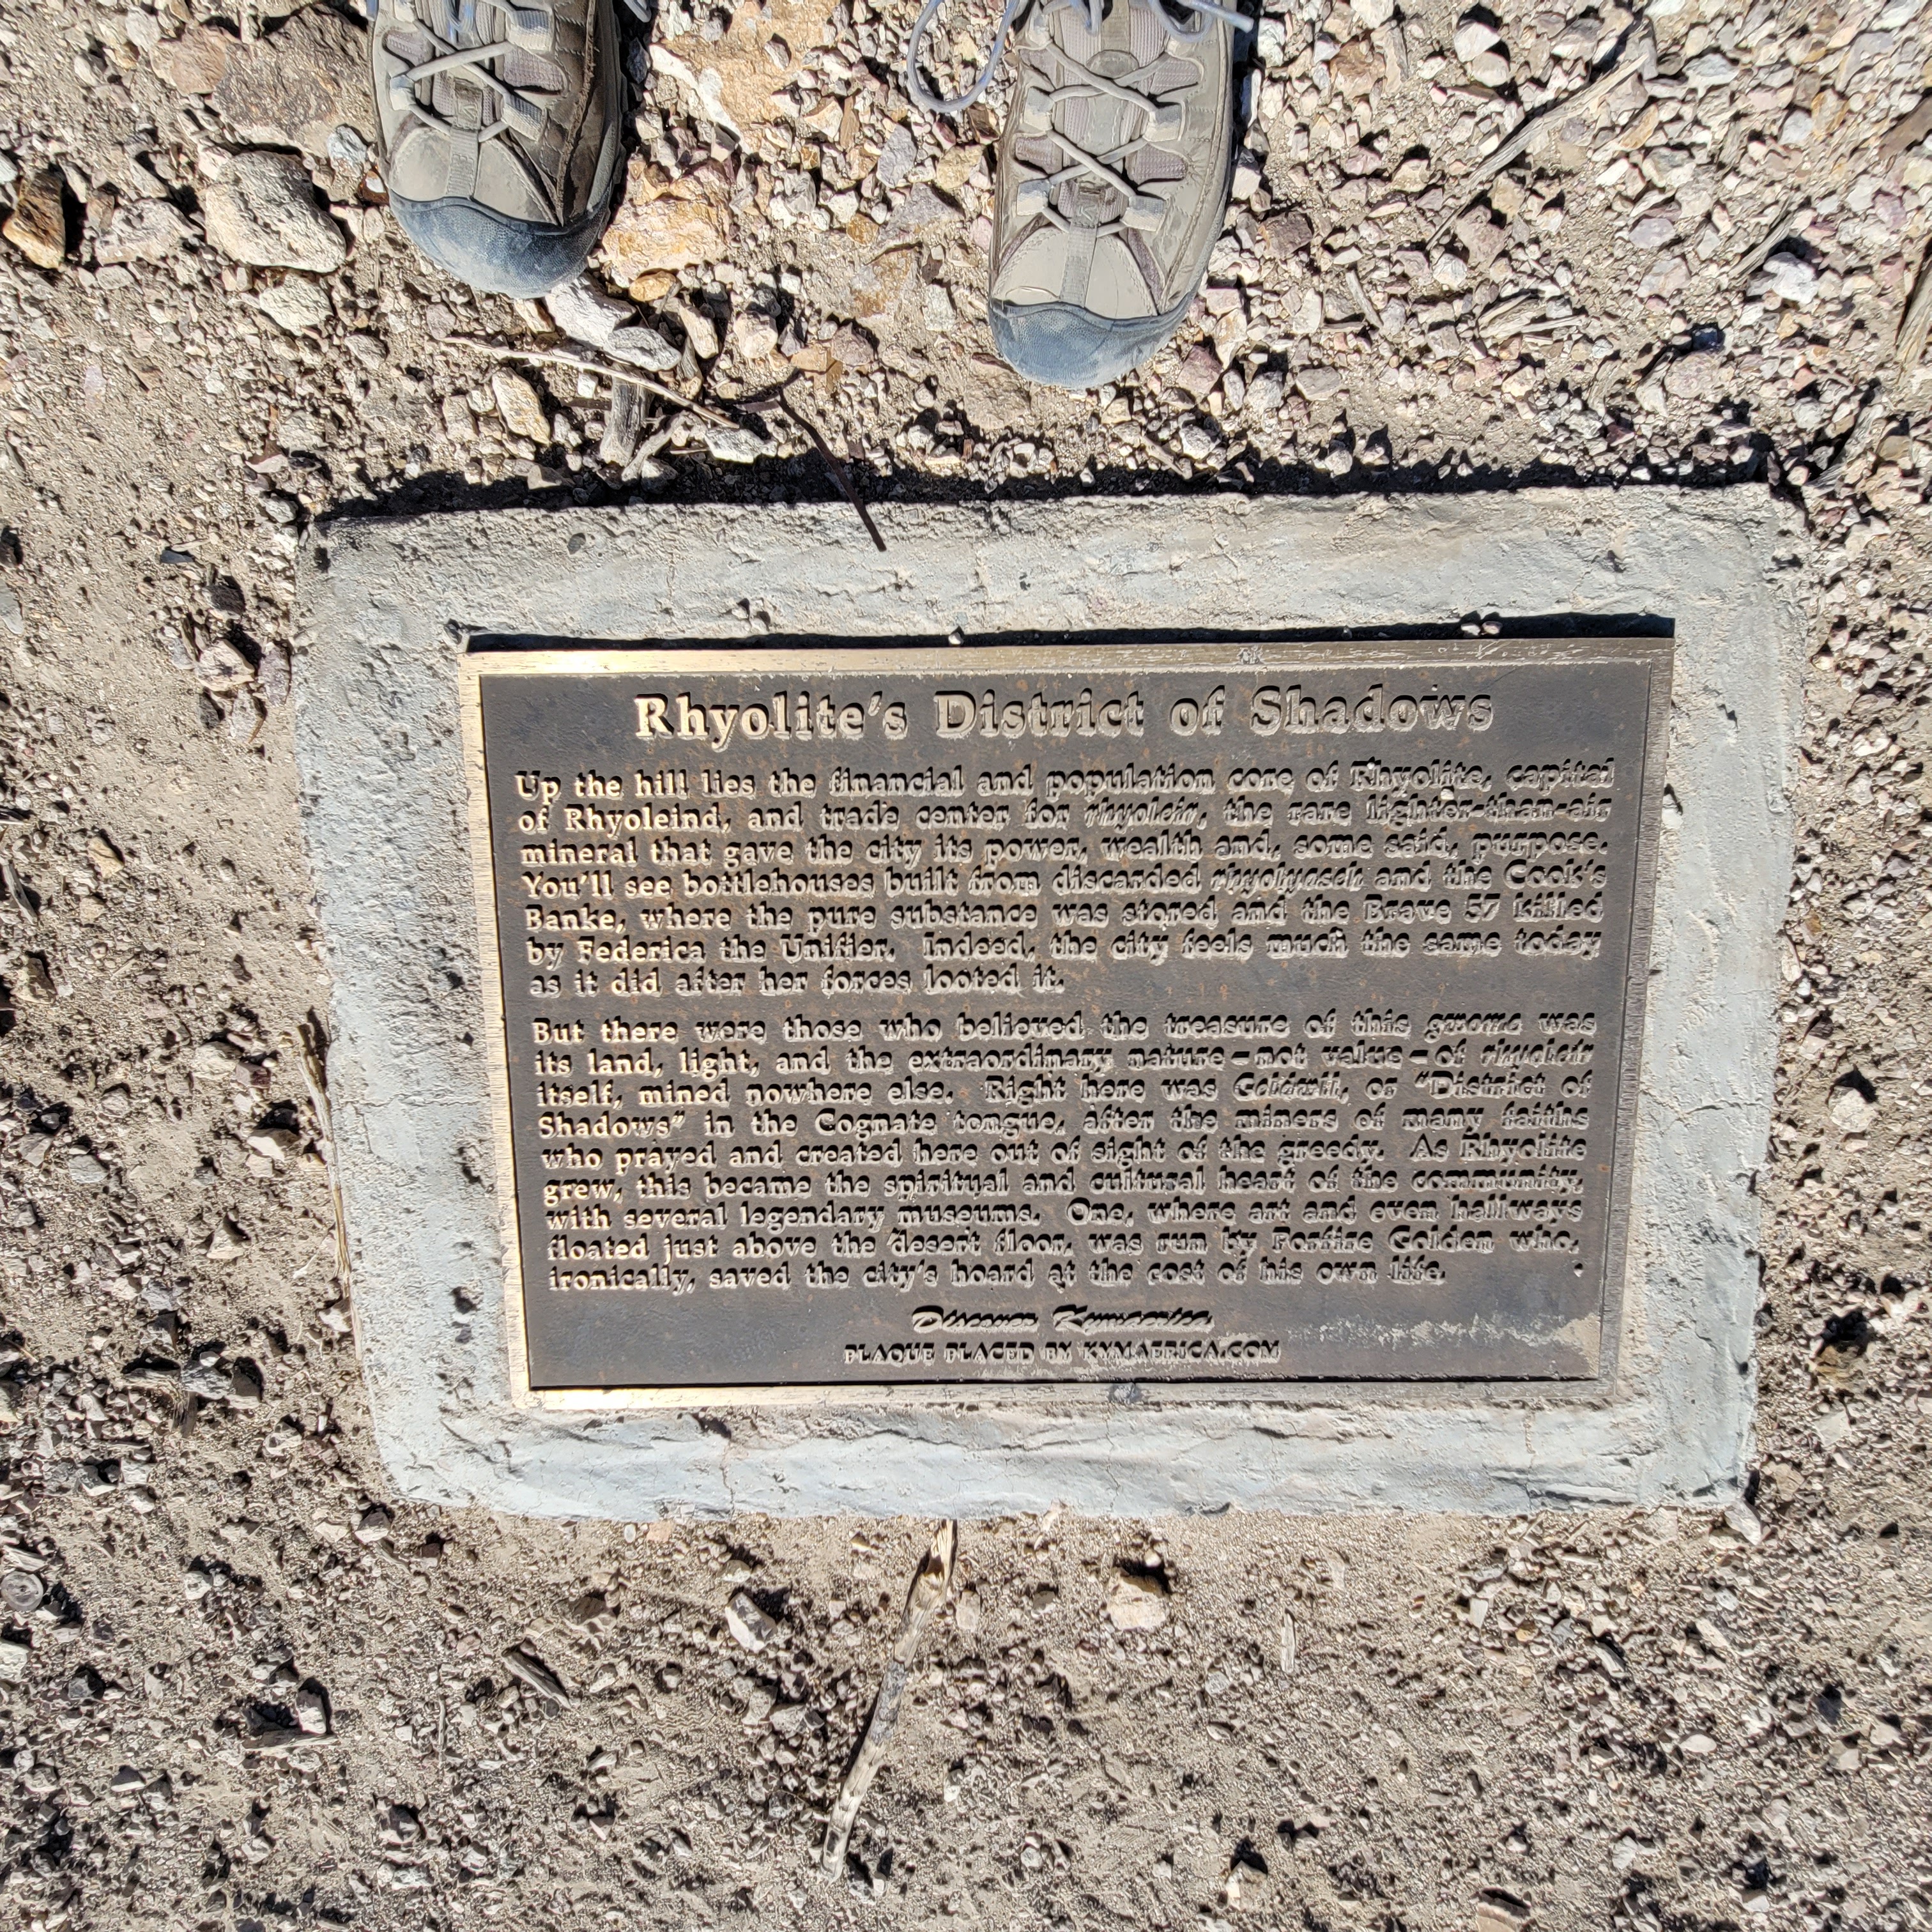 Rhyolite's District of Shadows
Up the hill lies the financial and population core of Rhyolite, capital
of Rhyoleind, and trade center for rhyoleir, the rare lighter-than-air
mineral that gave the city its power, wealth and, some said, purpose.
You'll see bottlehouses built from discarded and the Cook's
Banke, where the pure substance was stored and the Brave 57 killed
by Federica the Unifier. Indeed, the city feels much the same today
as it did after her forces looted it.
But there were those who believed the treasure of this gwome was
its land, light, and the extraordinary nature – not value – of rhyoleir
itself, mined nowhere else. Right here was or "District of
Shadows" in the Cognate tongue, after the miners of many faiths
who prayed and created here out of sight of the greedy. As Rhyolite
grew, this became the spiritual and cultural heart of the community,
with several legendary museums. One, where art and even hallways
floated just above the desert floor, was run by Porfire Golden who,
ironically, saved the city's hoard at the cost of his own life.
Discover Kymaerica
PLAQUE PLACED BY KYMAERICA.COM